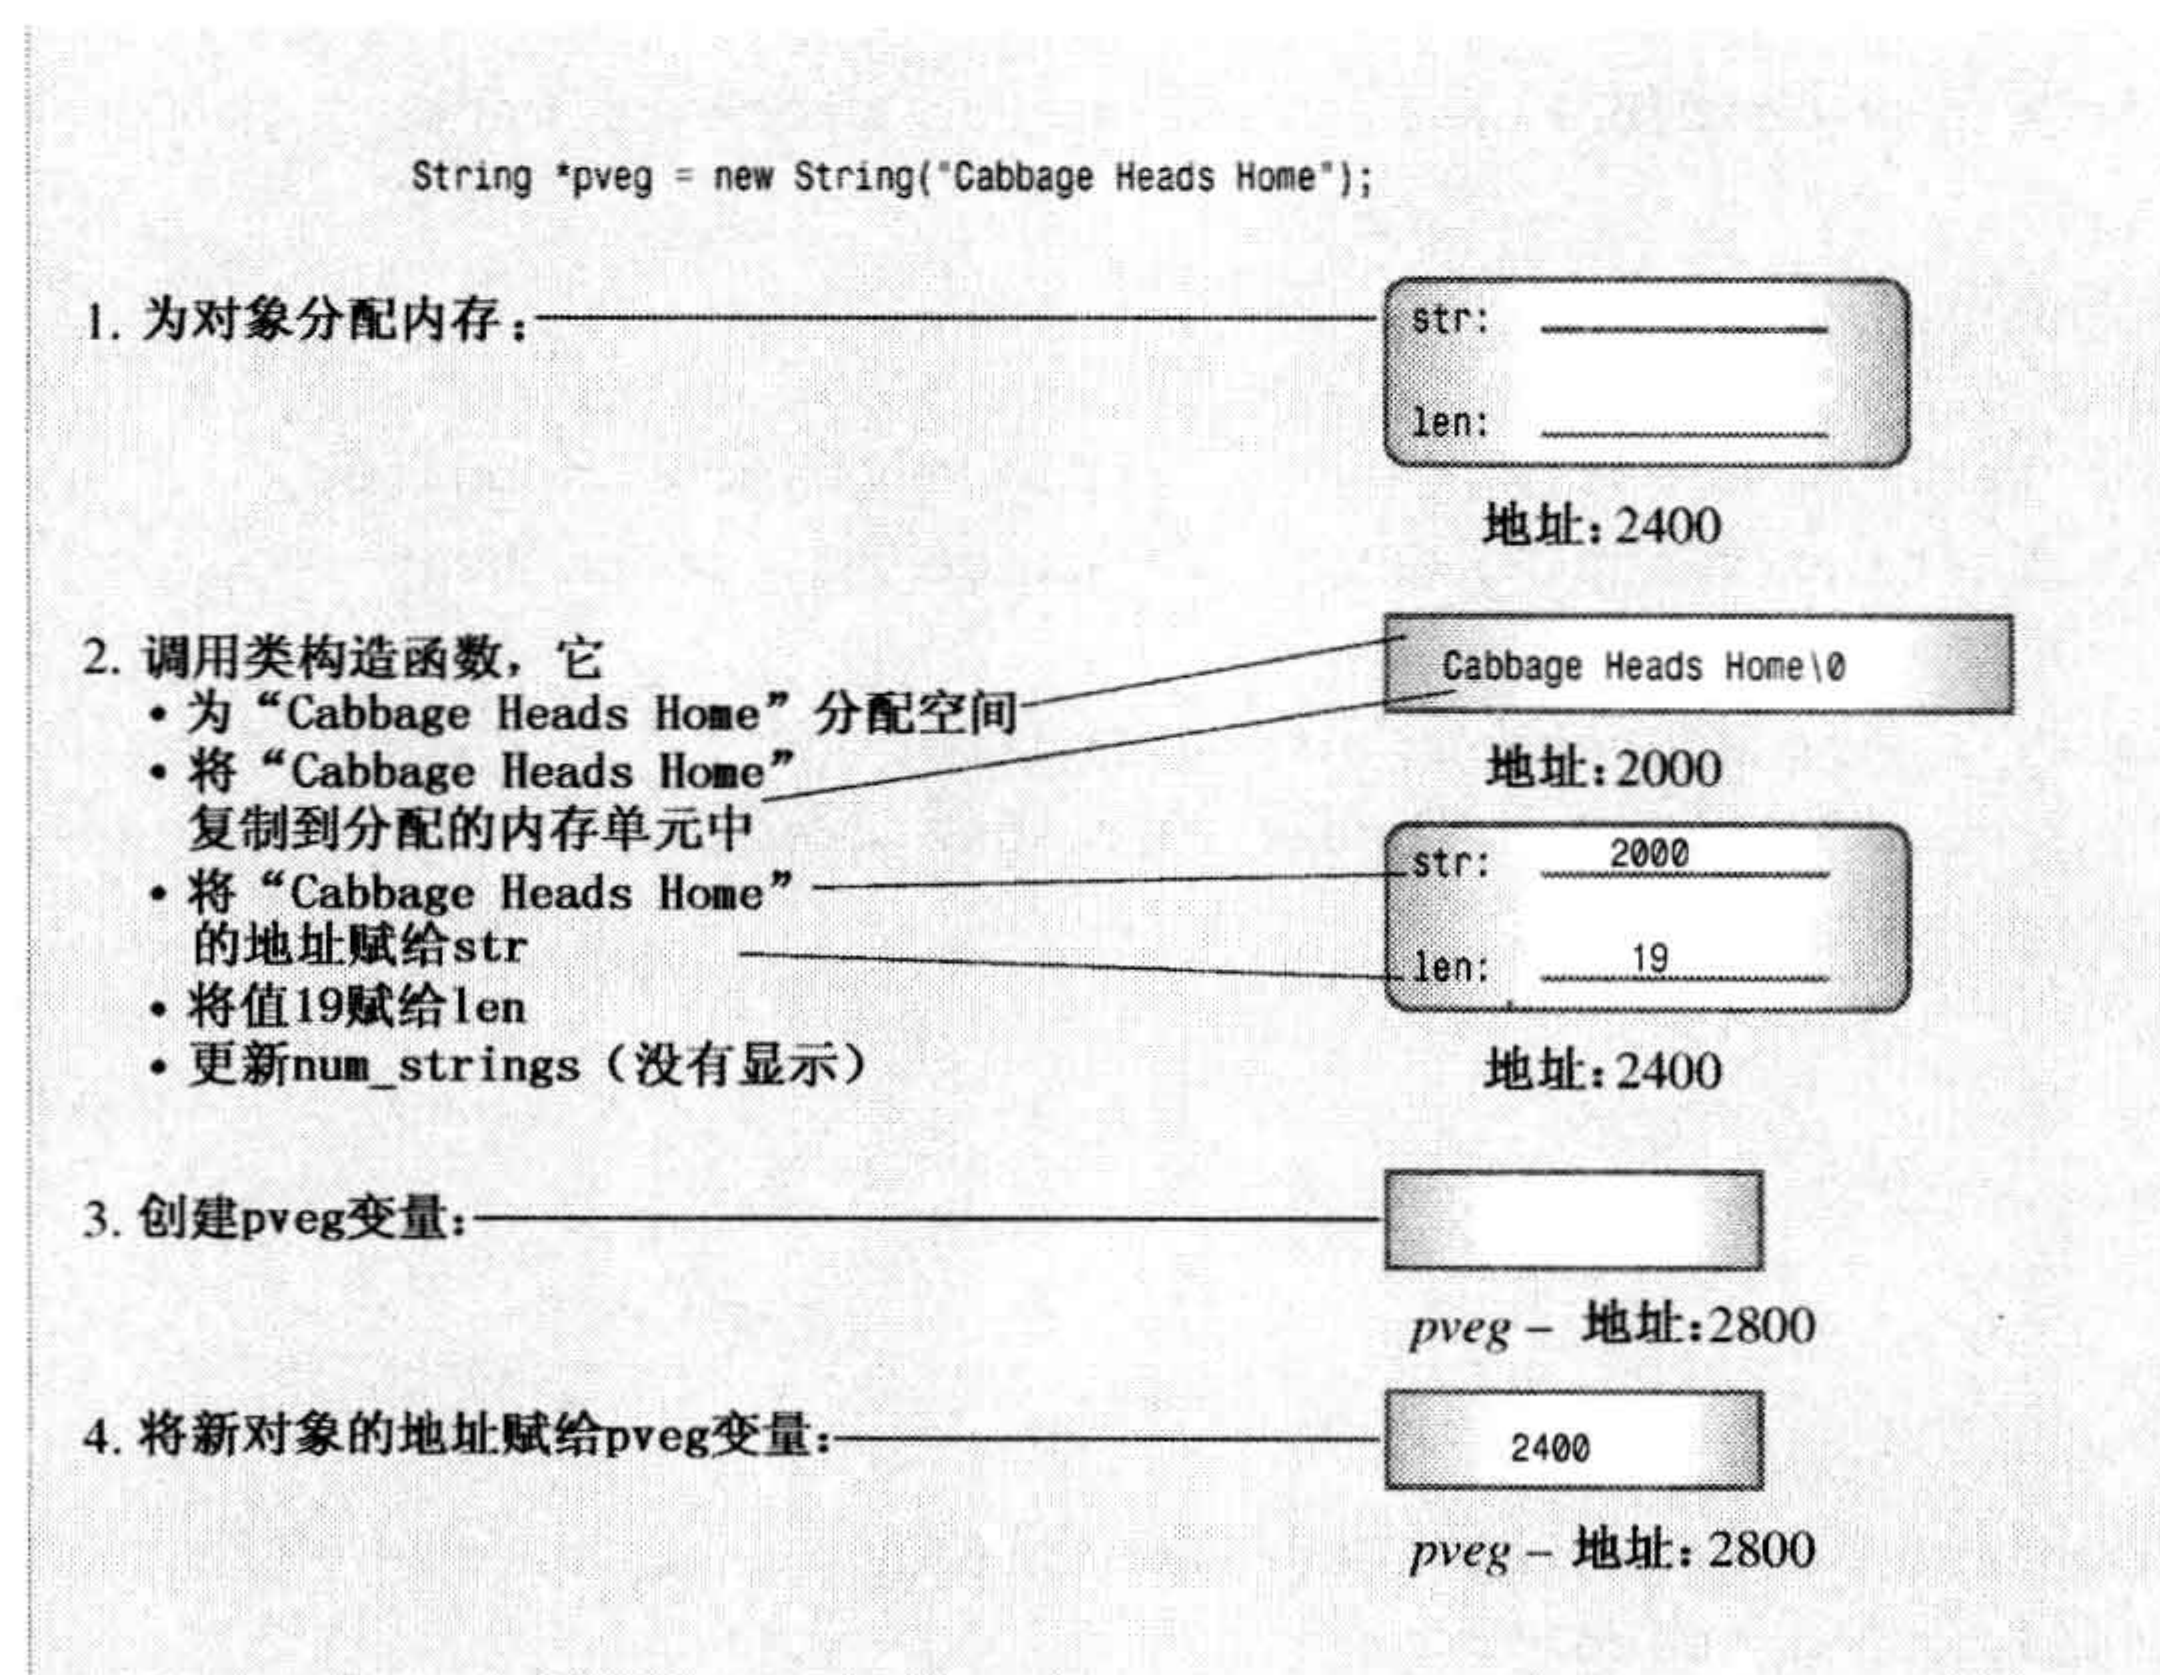 String *pveg = new String("Cabbage Heads Home");
1. 为对象分配内存：
str:
len:
地址：2400
2. 调用类构造函数，它
• 为“Cabbage Heads Home”分配空间
• 将“Cabbage Heads Home”
复制到分配的内存单元中
• 将“Cabbage Heads Home”
的地址赋给str
• 将值19赋给len
• 更新num_strings（没有显示）
Cabbage Heads Home\0
地址：2000
str: 2000
len: 19
地址：2400
3. 创建pveg变量：
pveg – 地址：2800
4. 将新对象的地址赋给pveg变量：
2400
pveg – 地址：2800